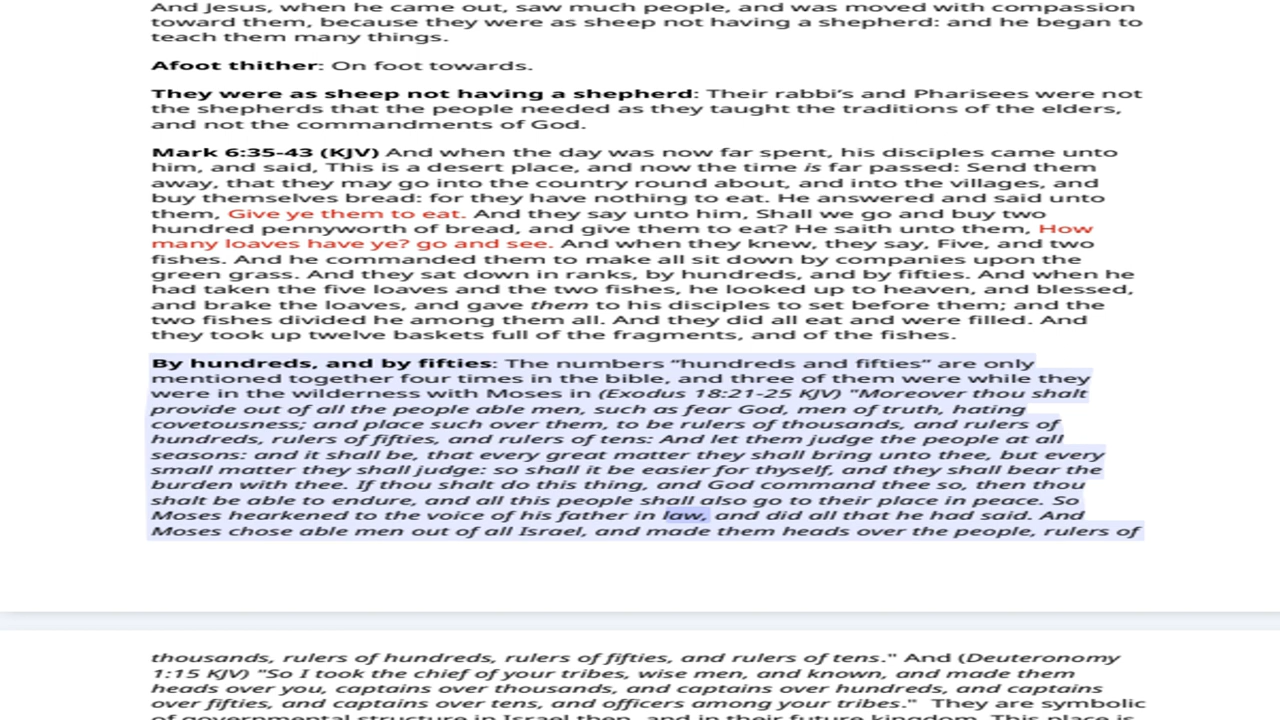 And Jesus, when he came out, saw much people, and was moved with compassion
toward them, because they were as sheep not having a shepherd: and he began to
teach them many things.
Afoot thither: On foot towards.
They were as sheep not having a shepherd: Their rabbi's and Pharisees were not
the shepherds that the people needed as they taught the traditions of the elders,
and not the commandments of God.
Mark 6:35-43 (KJV) And when the day was now far spent, his disciples came unto
him, and said, This is a desert place, and now the time is far passed: Send them
away, that they may go into the country round about, and into the villages, and
buy themselves bread: for they have nothing to eat. He answered and said unto
them, Give ye them to eat. And they say unto him, Shall we go and buy two
hundred pennyworth of bread, and give them to eat? He saith unto them, How
many loaves have ye? go and see. And when they knew, they say, Five, and two
fishes. And he commanded them to make all sit down by companies upon the
green grass. And they sat down in ranks, by hundreds, and by fifties. And when he
had taken the five loaves and the two fishes, he looked up to heaven, and blessed,
and brake the loaves, and gave them to his disciples to set before them; and the
two fishes divided he among them all. And they did all eat and were filled. And
they took up twelve baskets full of the fragments, and of the fishes.
By hundreds, and by fifties: The numbers "hundreds and fifties" are only
mentioned together four times in the bible, and three of them were while they
were in the wilderness with Moses in (Exodus 18:21-25 KJV) "Moreover thou shalt
provide out of all the people able men, such as fear God, men of truth, hating
covetousness; and place such over them, to be rulers of thousands, and rulers of
hundreds, rulers of fifties, and rulers of tens: And let them judge the people at all
seasons: and it shall be, that every great matter they shall bring unto thee, but every
small matter they shall judge: so shall it be easier for thyself, and they shall bear the
burden with thee. If thou shalt do this thing, and God command thee so, then thou
shalt be able to endure, and all this people shall also go to their place in peace. So
Moses hearkened to the voice of his father in law, and did all that he had said. And
Moses chose able men out of all Israel, and made them heads over the people, rulers of
thousands, rulers of hundreds, rulers of fifties, and rulers of tens." And (Deuteronomy
1:15 KJV) "So I took the chief of your tribes, wise men, and known, and made them
heads over you, captains over thousands, and captains over hundreds, and captains
over fifties, and captains over tens, and officers among your tribes." They are symbolic
of governmental structure in Israel then, and in their future kingdom. This place is